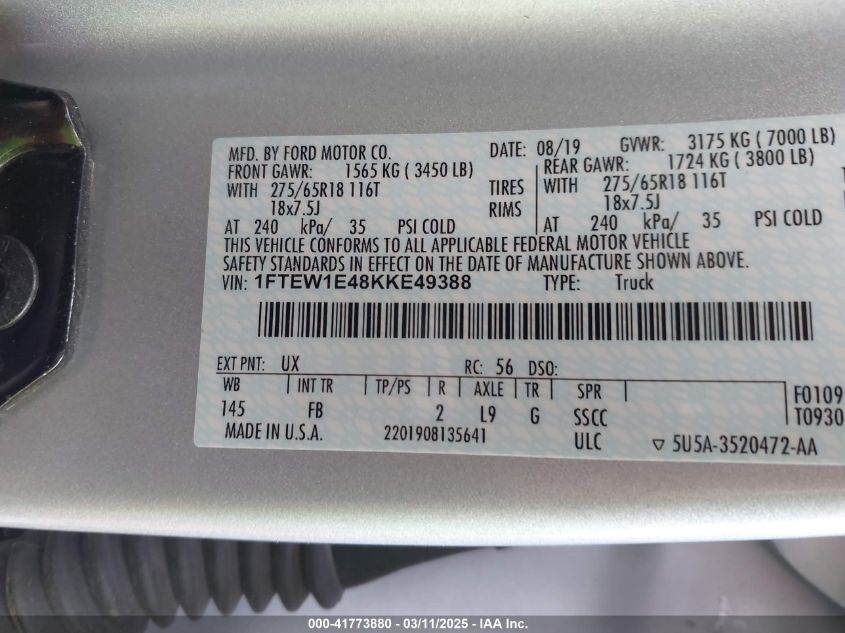 MFD. BY FORD MOTOR CO. DATE: 08/19 GVWR: 3175 KG ( 7000 LB)
FRONT GAWR: 1565 KG ( 3450 LB) REAR GAWR: 1724 KG ( 3800 LB)
WITH 275/65R18 116T TIRES WITH 275/65R18 116T
18x7.5J RIMS 18x7.5J
AT 240 kPa/ 35 PSI COLD AT 240 kPa/ 35 PSI COLD
THIS VEHICLE CONFORMS TO ALL APPLICABLE FEDERAL MOTOR VEHICLE
SAFETY STANDARDS IN EFFECT ON THE DATE OF MANUFACTURE SHOWN ABOVE.
VIN: 1FTEW1E48KKE49388 TYPE: Truck
EXT PNT: UX RC: 56 DSO:
WB INT TR TP/PS R AXLE TR SPR
145 FB 2 L9 G SSCC
F0109
T0930
MADE IN U.S.A. 2201908135641 ULC ▽ 5U5A-3520472-AA
000-41773880 - 03/11/2025 - IAA Inc.